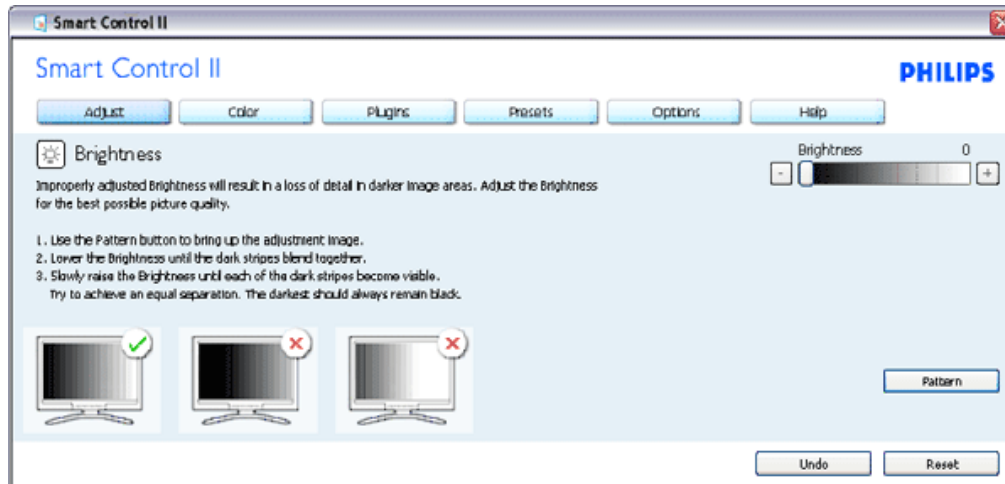 Smart Control II
Smart Control II
PHILIPS
Adjust Color Plugins Presets Options Help
Brightness
Brightness 0
- +
Improperly adjusted Brightness will result in a loss of detail in darker image areas. Adjust the Brightness
for the best possible picture quality.
1. Use the Pattern button to bring up the adjustment image.
2. Lower the Brightness until the dark stripes blend together.
3. Slowly raise the Brightness until each of the dark stripes become visible.
Try to achieve an equal separation. The darkest should always remain black.
Pattern
Undo Reset